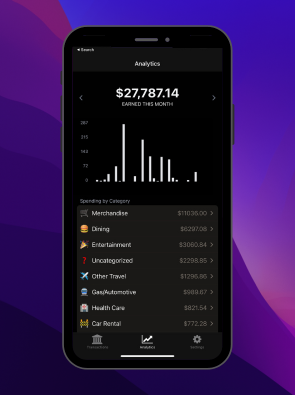 ◂ Search
Analytics
$27,787.14
EARNED THIS MONTH
287
215
143
72
0
Spending by Category
Merchandise $11036.00
Dining $6297.08
Entertainment $3060.84
Uncategorized $2298.85
Other Travel $1296.86
Gas/Automotive $989.87
Health Care $821.54
Car Rental $772.28
Transactions Analytics Settings